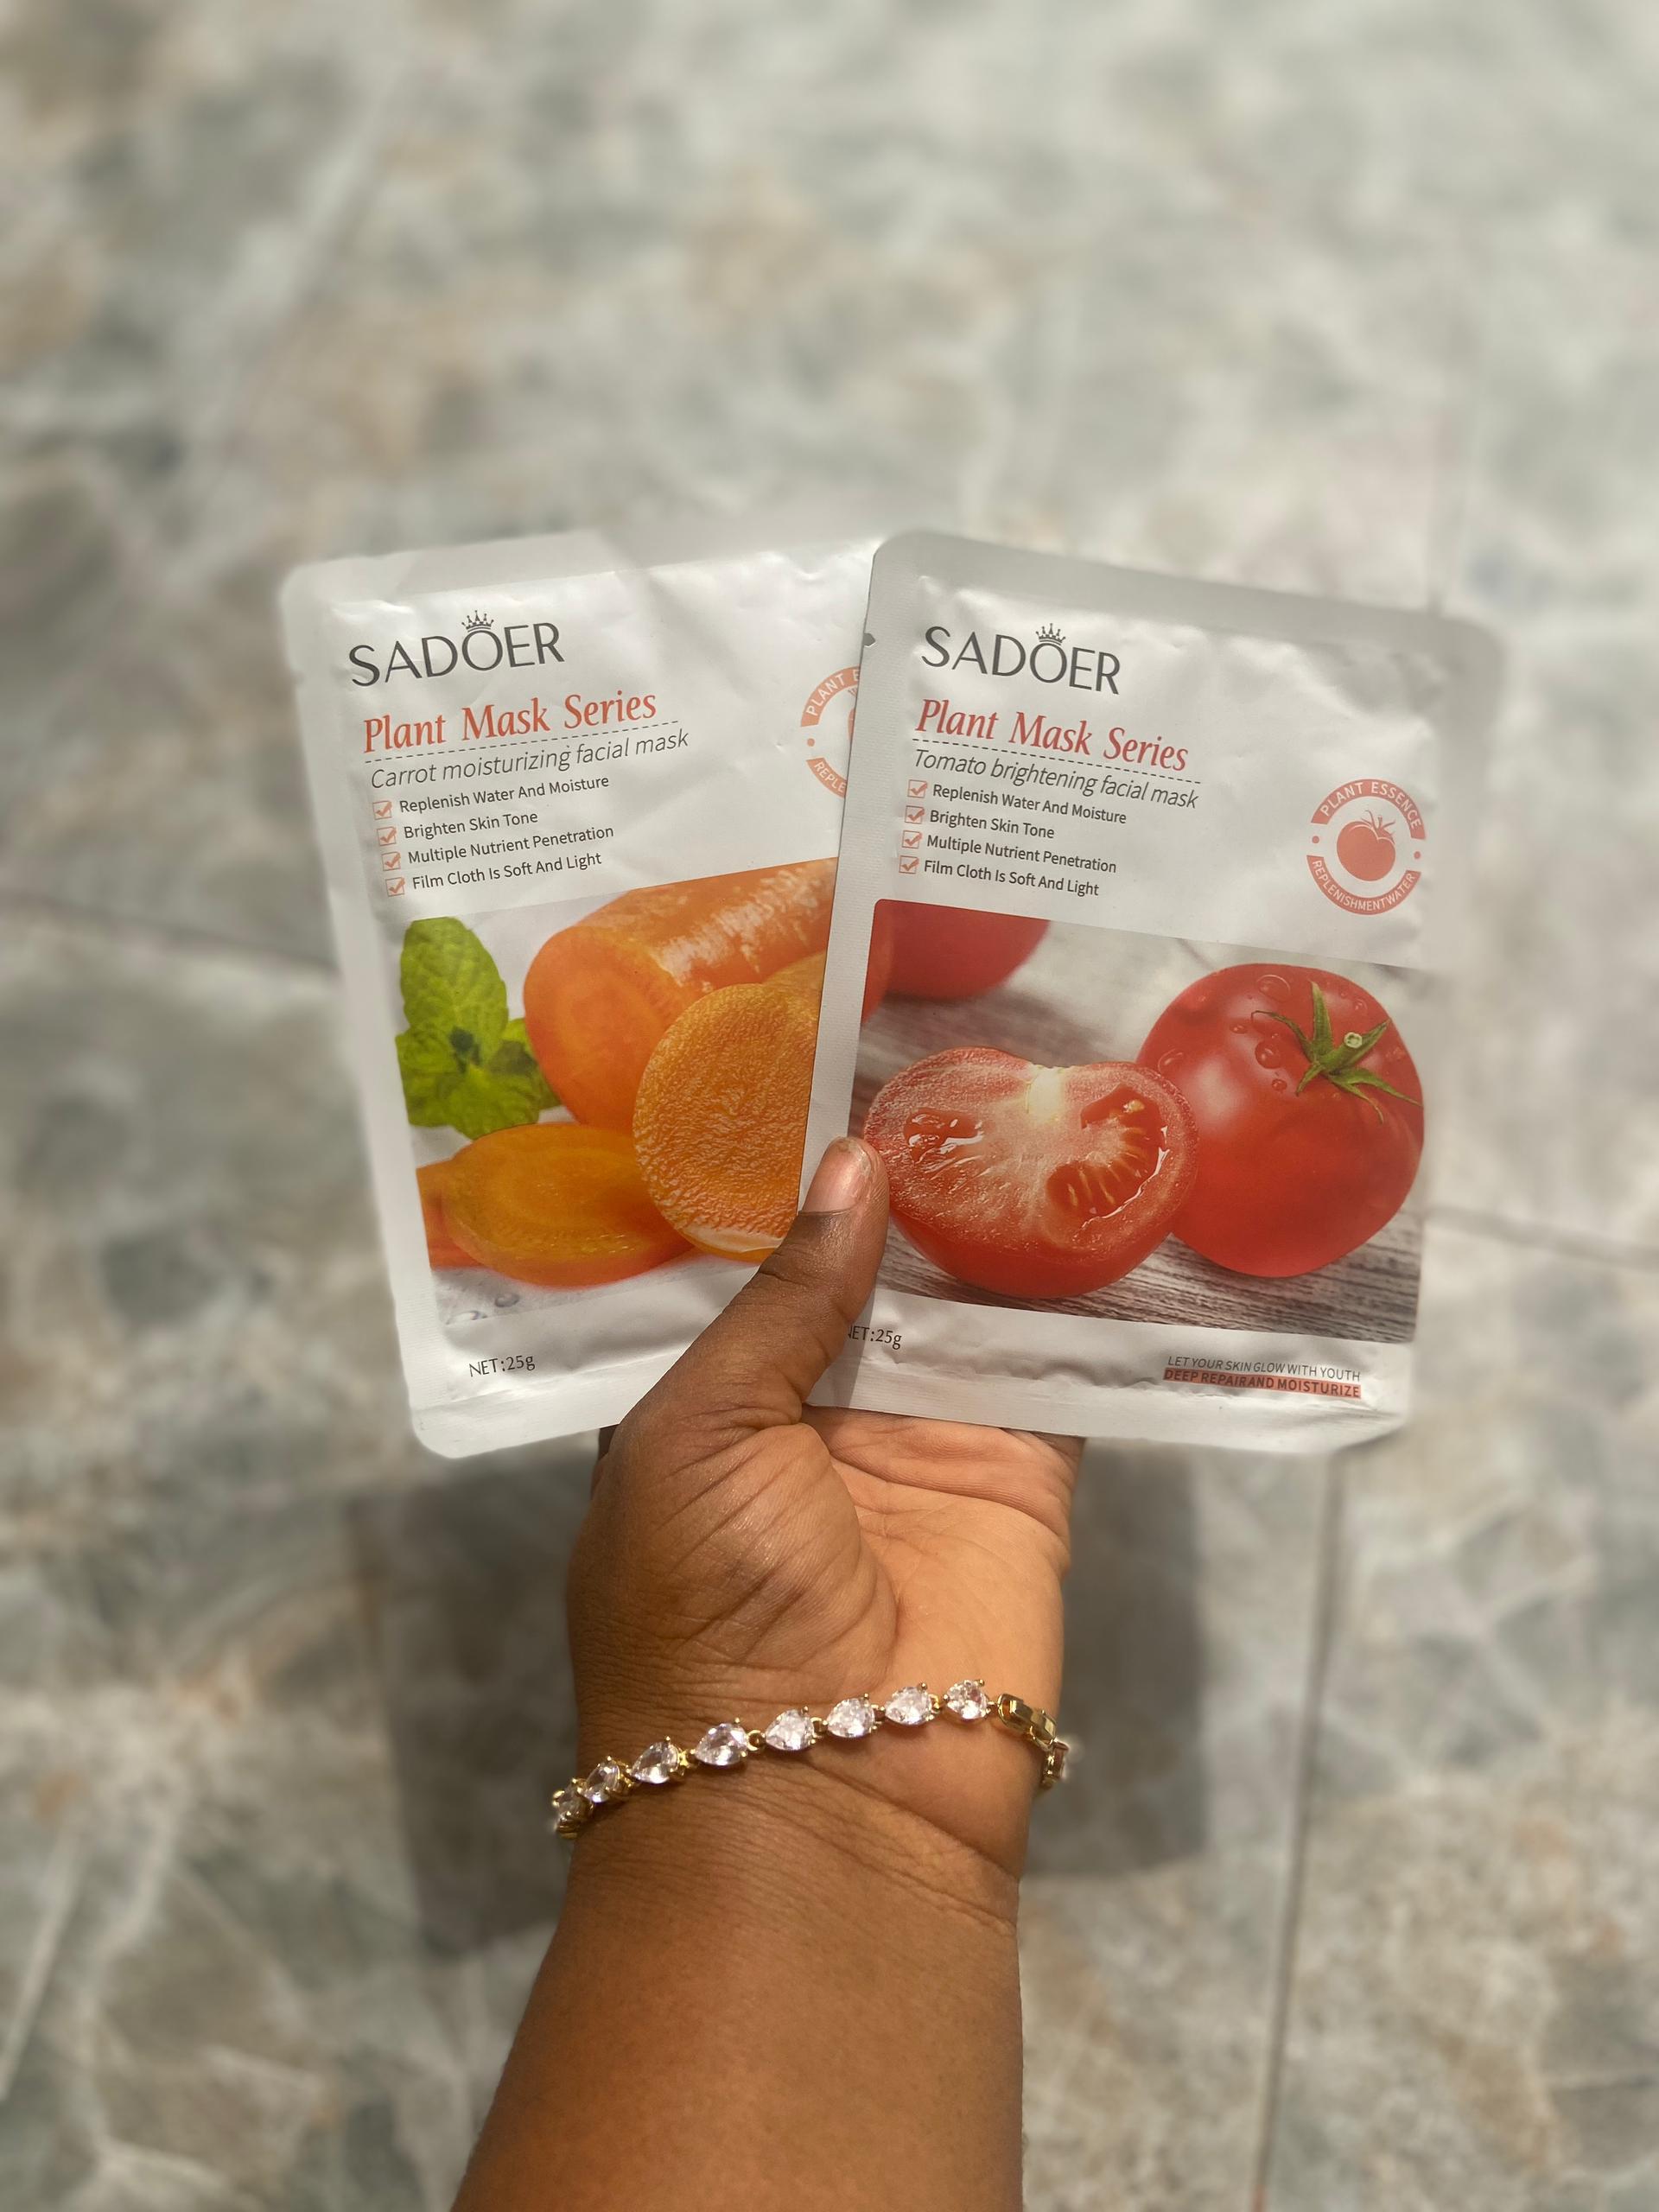 SADOER
Plant Mask Series
Carrot moisturizing facial mask
Replenish Water And Moisture
Brighten Skin Tone
Multiple Nutrient Penetration
Film Cloth Is Soft And Light
PLANT
NET:25g
SADOER
Plant Mask Series
Tomato brightening facial mask
Replenish Water And Moisture
Brighten Skin Tone
Multiple Nutrient Penetration
Film Cloth Is Soft And Light
PLANT ESSENCE
REPLENISHMENTWATER
NET:25g
LET YOUR SKIN GLOW WITH YOUTH
DEEP REPAIR AND MOISTURIZE